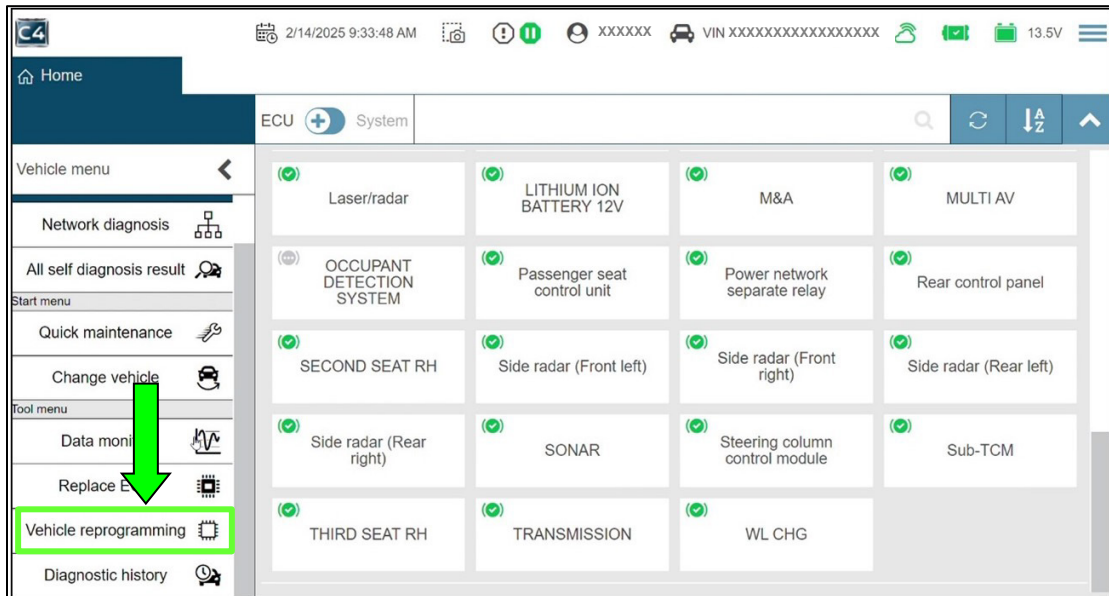 C4
2/14/2025 9:33:48 AM
XXXXXX
VIN XXXXXXXXXXXXXXXXX
13.5V
Home
ECU
System
A
Z
Vehicle menu
Network diagnosis
All self diagnosis result
Start menu
Quick maintenance
Change vehicle
Tool menu
Data moni
Replace E
Vehicle reprogramming
Diagnostic history
Laser/radar
LITHIUM ION
BATTERY 12V
M&A
MULTI AV
OCCUPANT
DETECTION
SYSTEM
Passenger seat
control unit
Power network
separate relay
Rear control panel
SECOND SEAT RH
Side radar (Front left)
Side radar (Front
right)
Side radar (Rear left)
Side radar (Rear
right)
SONAR
Steering column
control module
Sub-TCM
THIRD SEAT RH
TRANSMISSION
WL CHG